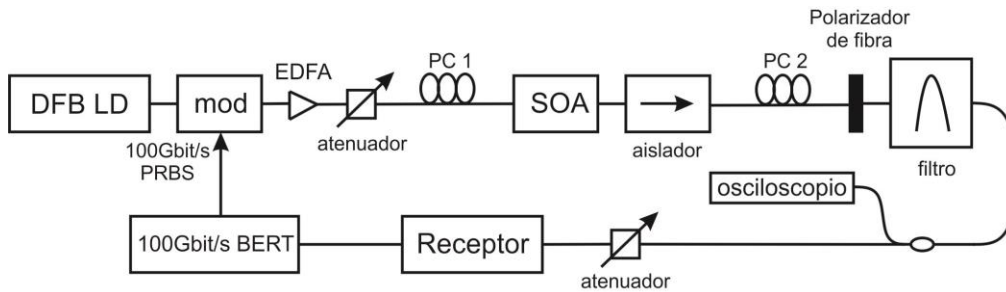 Polarizador
de fibra
PC 1
PC 2
EDFA
DFB LD
mod
SOA
atenuador
aislador
filtro
100Gbit/s
PRBS
osciloscopio
100Gbit/s BERT
Receptor
atenuador